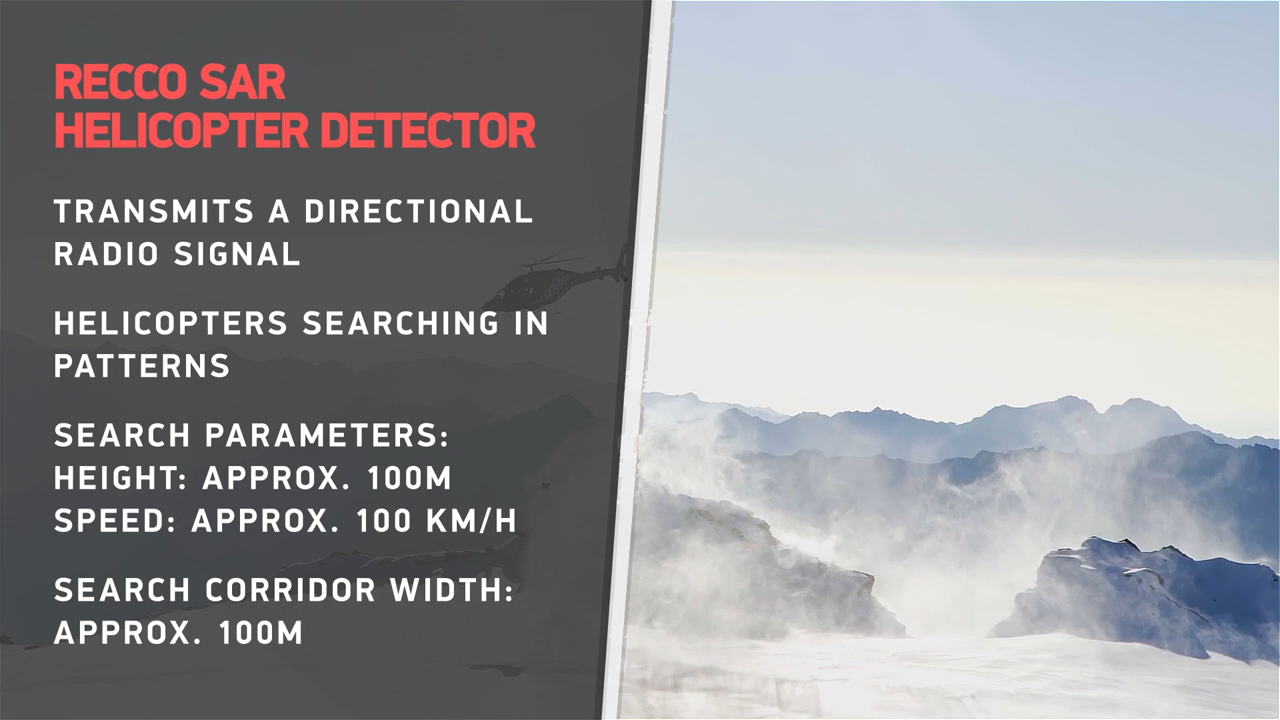 RECCO SAR
HELICOPTER DETECTOR
TRANSMITS A DIRECTIONAL
RADIO SIGNAL
HELICOPTERS SEARCHING IN
PATTERNS
SEARCH PARAMETERS:
HEIGHT: APPROX. 100M
SPEED: APPROX. 100 KM/H
SEARCH CORRIDOR WIDTH:
APPROX. 100M